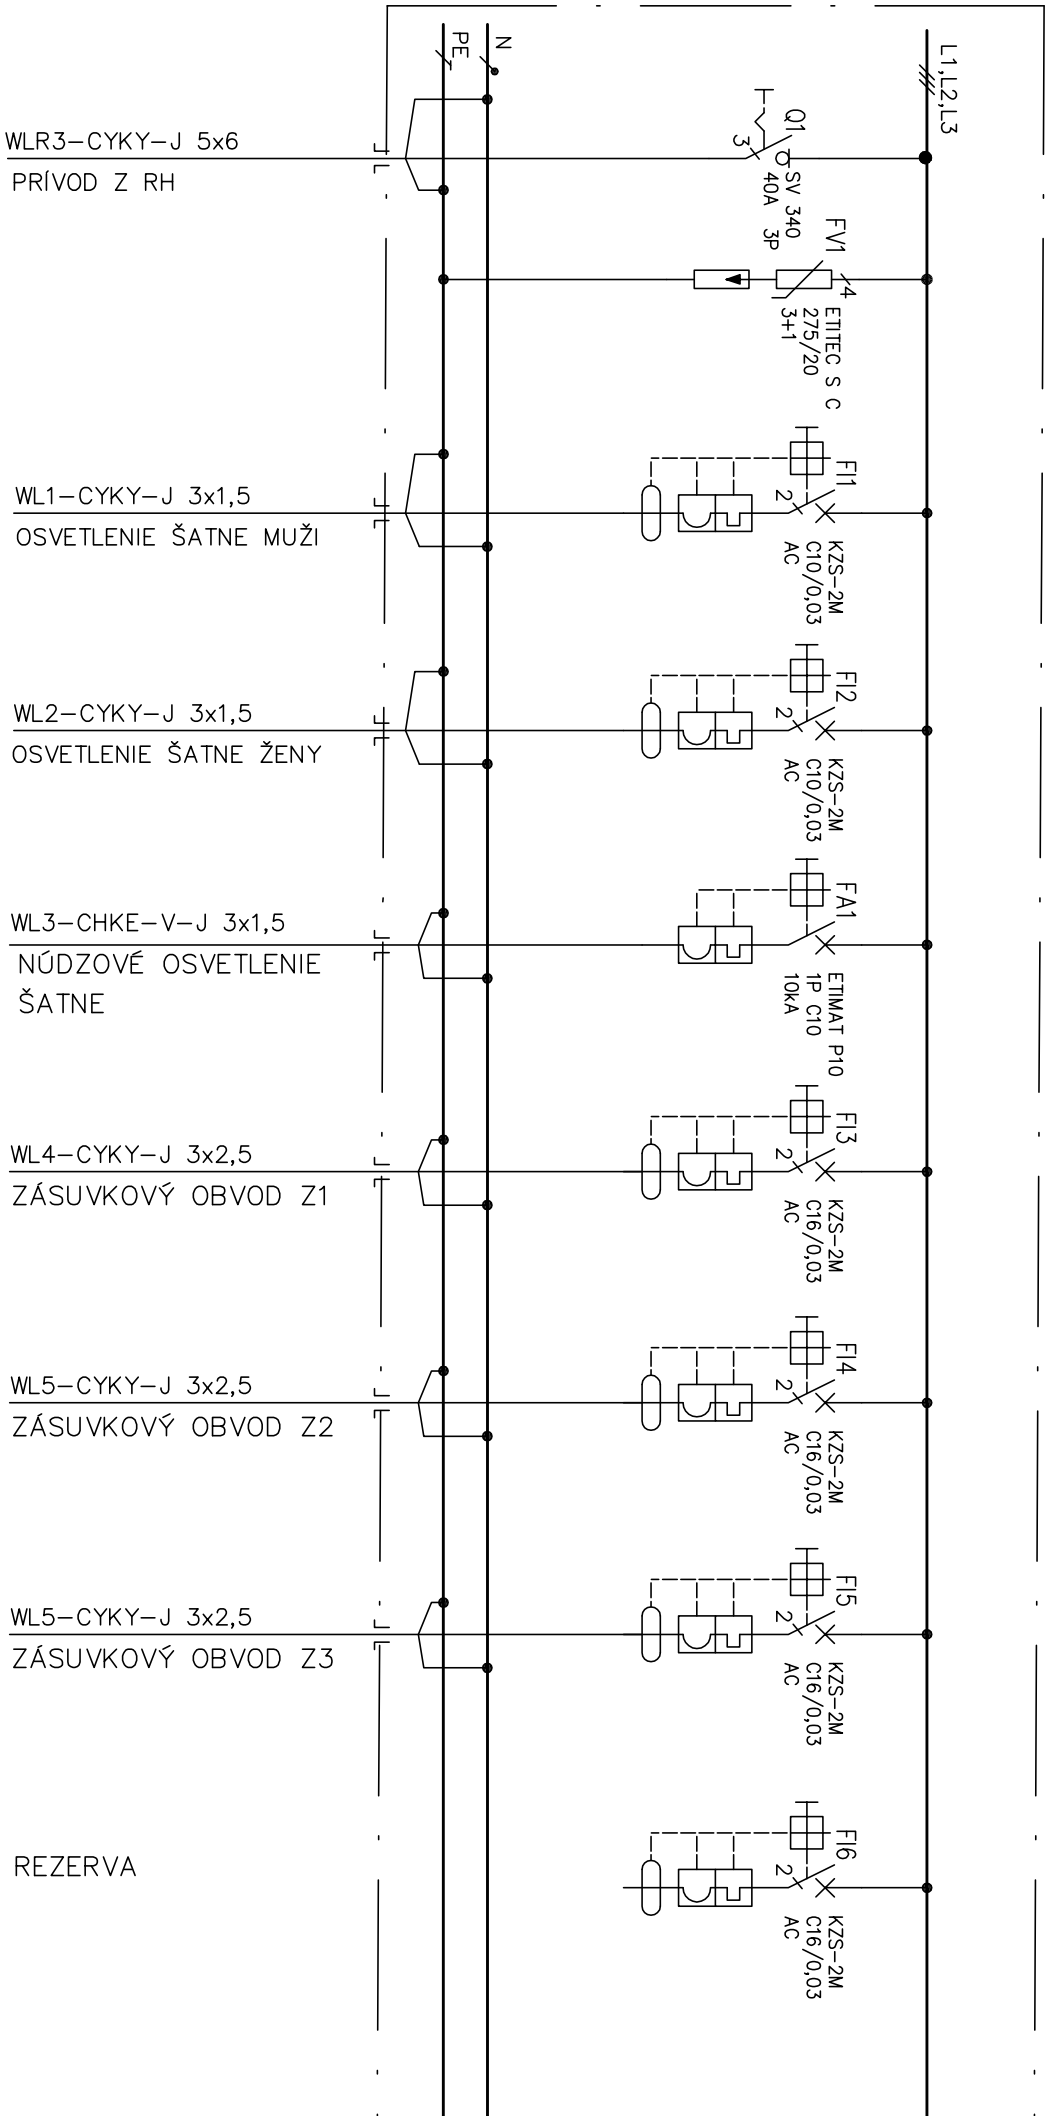 PE
N
L1,L2,L3
WLR3-CYKY-J 5x6
PRÍVOD Z RH
Q1
3
SV 340
40A 3P
FV1
4
ETITEC S C
275/20
3+1
WL1-CYKY-J 3x1,5
OSVETLENIE ŠATNE MUŽI
FI1
2
KZS-2M
C10/0,03
AC
WL2-CYKY-J 3x1,5
OSVETLENIE ŠATNE ŽENY
FI2
2
KZS-2M
C10/0,03
AC
WL3-CHKE-V-J 3x1,5
NÚDZOVÉ OSVETLENIE
ŠATNE
FA1
ETIMAT P10
1P C10
10kA
WL4-CYKY-J 3x2,5
ZÁSUVKOVÝ OBVOD Z1
FI3
2
KZS-2M
C16/0,03
AC
WL5-CYKY-J 3x2,5
ZÁSUVKOVÝ OBVOD Z2
FI4
2
KZS-2M
C16/0,03
AC
WL5-CYKY-J 3x2,5
ZÁSUVKOVÝ OBVOD Z3
FI5
2
KZS-2M
C16/0,03
AC
REZERVA
FI6
2
KZS-2M
C16/0,03
AC